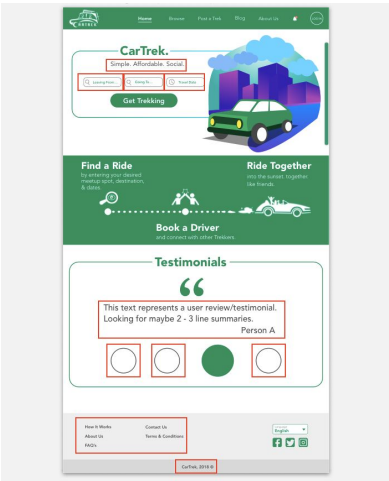 CARTREK
Home Browse Post a Trek Blog About Us
CarTrek.
Simple. Affordable. Social.
Leaving From... Going To... Travel Date
Get Trekking
Find a Ride
by entering your desired
meetup spot, destination,
& dates
Ride Together
into the sunset, together
like friends
Book a Driver
and connect with other Trekkers
Testimonials
“
This text represents a user review/testimonial.
Looking for maybe 2 - 3 line summaries.
Person A
How It Works Contact Us
About Us Terms & Conditions
FAQ's
English
CarTrek, 2018 ©